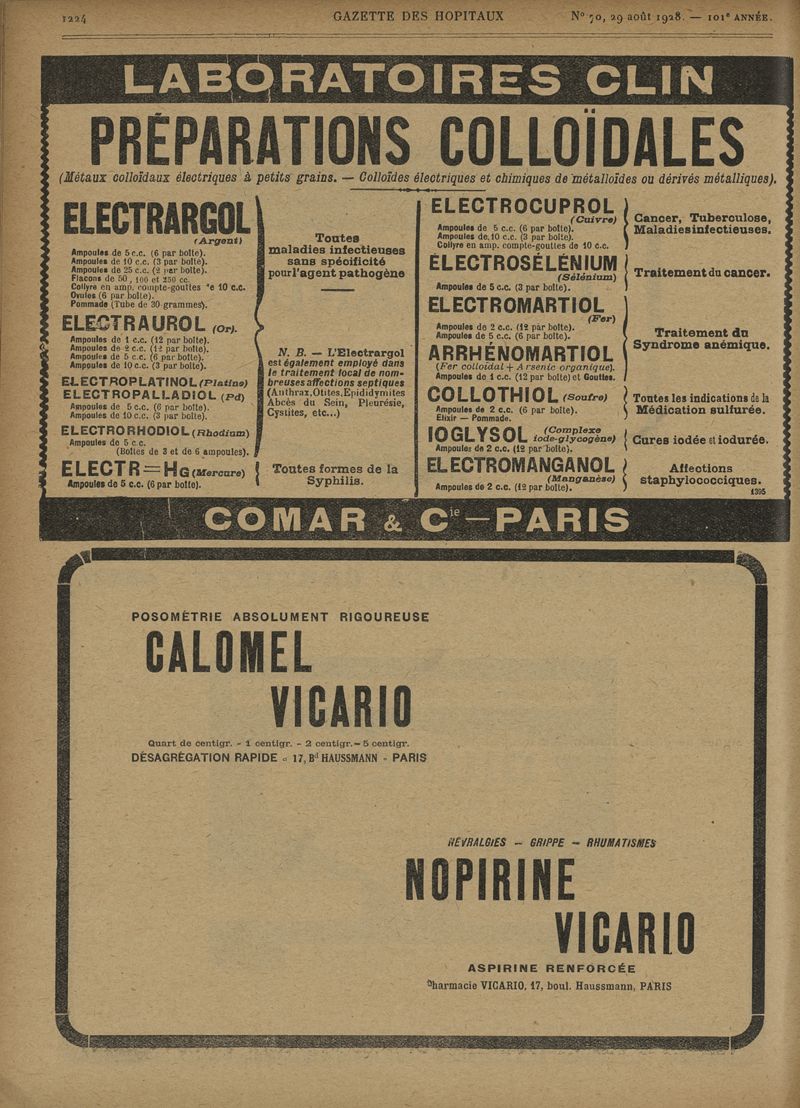 1224
GAZETTE DES HOPITAUX
N° 70, 29 août 1928. — 101e ANNÉE.
LABORATOIRES CLIN
PRÉPARATIONS COLLOÏDALES
(Métaux colloïdaux électriques à petits grains. — Colloïdes électriques et chimiques de métalloïdes ou dérivés métalliques).
ELECTRARGOL
(Argent)
Ampoules de 5 c.c. (6 par boîte).
Ampoules de 10 c.c. (3 par boîte).
Ampoules de 25 c.c. (2 par boîte).
Flacons de 50, 100 et 250 cc.
Collyre en amp. compte-gouttes de 10 c.c.
Ovules (6 par boîte).
Pommade (Tube de 30 grammes).
ELECTRAUROL (Or).
Ampoules de 1 c.c. (12 par boîte).
Ampoules de 2 c.c. (12 par boîte).
Ampoules de 5 c.c. (6 par boîte).
Ampoules de 10 c.c. (3 par boîte).
ELECTROPLATINOL (Platine)
ELECTROPALLADIOL (Pd)
Ampoules de 5 c.c. (6 par boîte).
Ampoules de 10 c.c. (3 par boîte).
ELECTRORHODIOL (Rhodium)
Ampoules de 5 c.c.
(Boîtes de 3 et de 6 ampoules).
ELECTR=Hg (Mercure)
Ampoules de 5 c.c. (6 par boîte).
Toutes
maladies infectieuses
sans spécificité
pour l'agent pathogène
N. B. — L'Electrargol
est également employé dans
le traitement local de nom-
breuses affections septiques
(Anthrax, Otites, Epididymites
Abcès du Sein, Pleurésie,
Cystites, etc...)
Toutes formes de la
Syphilis.
ELECTROCUPROL
(Cuivre)
Ampoules de 5 c.c. (6 par boîte).
Ampoules de 10 c.c. (3 par boîte).
Collyre en amp. compte-gouttes de 10 c.c.
Cancer, Tuberculose,
Maladies infectieuses.
ÉLECTROSÉLÉNIUM
(Sélénium)
Ampoules de 5 c.c. (3 par boîte).
Traitement du cancer.
ELECTROMARTIOL
(Fer)
Ampoules de 2 c.c. (12 par boîte).
Ampoules de 5 c.c. (6 par boîte).
ARRHÉNOMARTIOL
(Fer colloïdal + Arsenic organique).
Ampoules de 1 c.c. (12 par boîte) et Gouttes.
Traitement du
Syndrome anémique.
COLLOTHIOL (Soufre)
Ampoules de 2 c.c. (6 par boîte).
Elixir — Pommade.
Toutes les indications de la
Médication sulfurée.
IOGLYSOL (Complexe
iode-glycogène)
Ampoules de 2 c.c. (12 par boîte).
Cures iodée et iodurée.
ELECTROMANGANOL
(Manganèse)
Ampoules de 2 c.c. (12 par boîte).
Affections
staphylococciques.
1395
COMAR & Cie — PARIS
POSOMÉTRIE ABSOLUMENT RIGOUREUSE
CALOMEL
VICARIO
Quart de centigr. - 1 centigr. - 2 centigr. - 5 centigr.
DÉSAGRÉGATION RAPIDE - 17, Bd HAUSSMANN - PARIS
NÉVRALGIES — GRIPPE — RHUMATISMES
NOPIRINE
VICARIO
ASPIRINE RENFORCÉE
Pharmacie VICARIO, 17, boul. Haussmann, PARIS